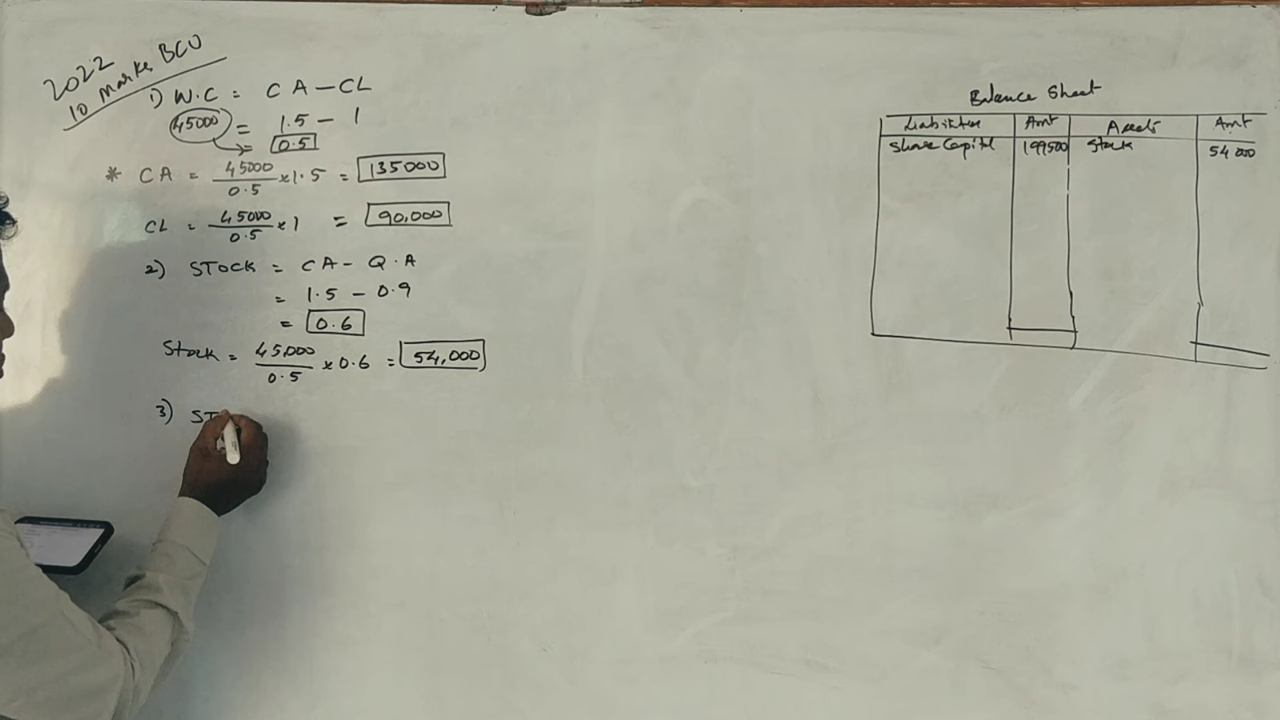 2022
10 Marks BCU
1) W.C = CA - CL
45000 = 1.5 - 1
= 0.5
* CA = 45000/0.5 x 1.5 = 135000
CL = 45000/0.5 x 1 = 90,000
2) STOCK = CA - Q.A
= 1.5 - 0.9
= 0.6
Stock = 45,000/0.5 x 0.6 = 54,000
3) ST
Balance Sheet
Liabilities Amt Assets Amt
Share Capital 199500 Stock 54000